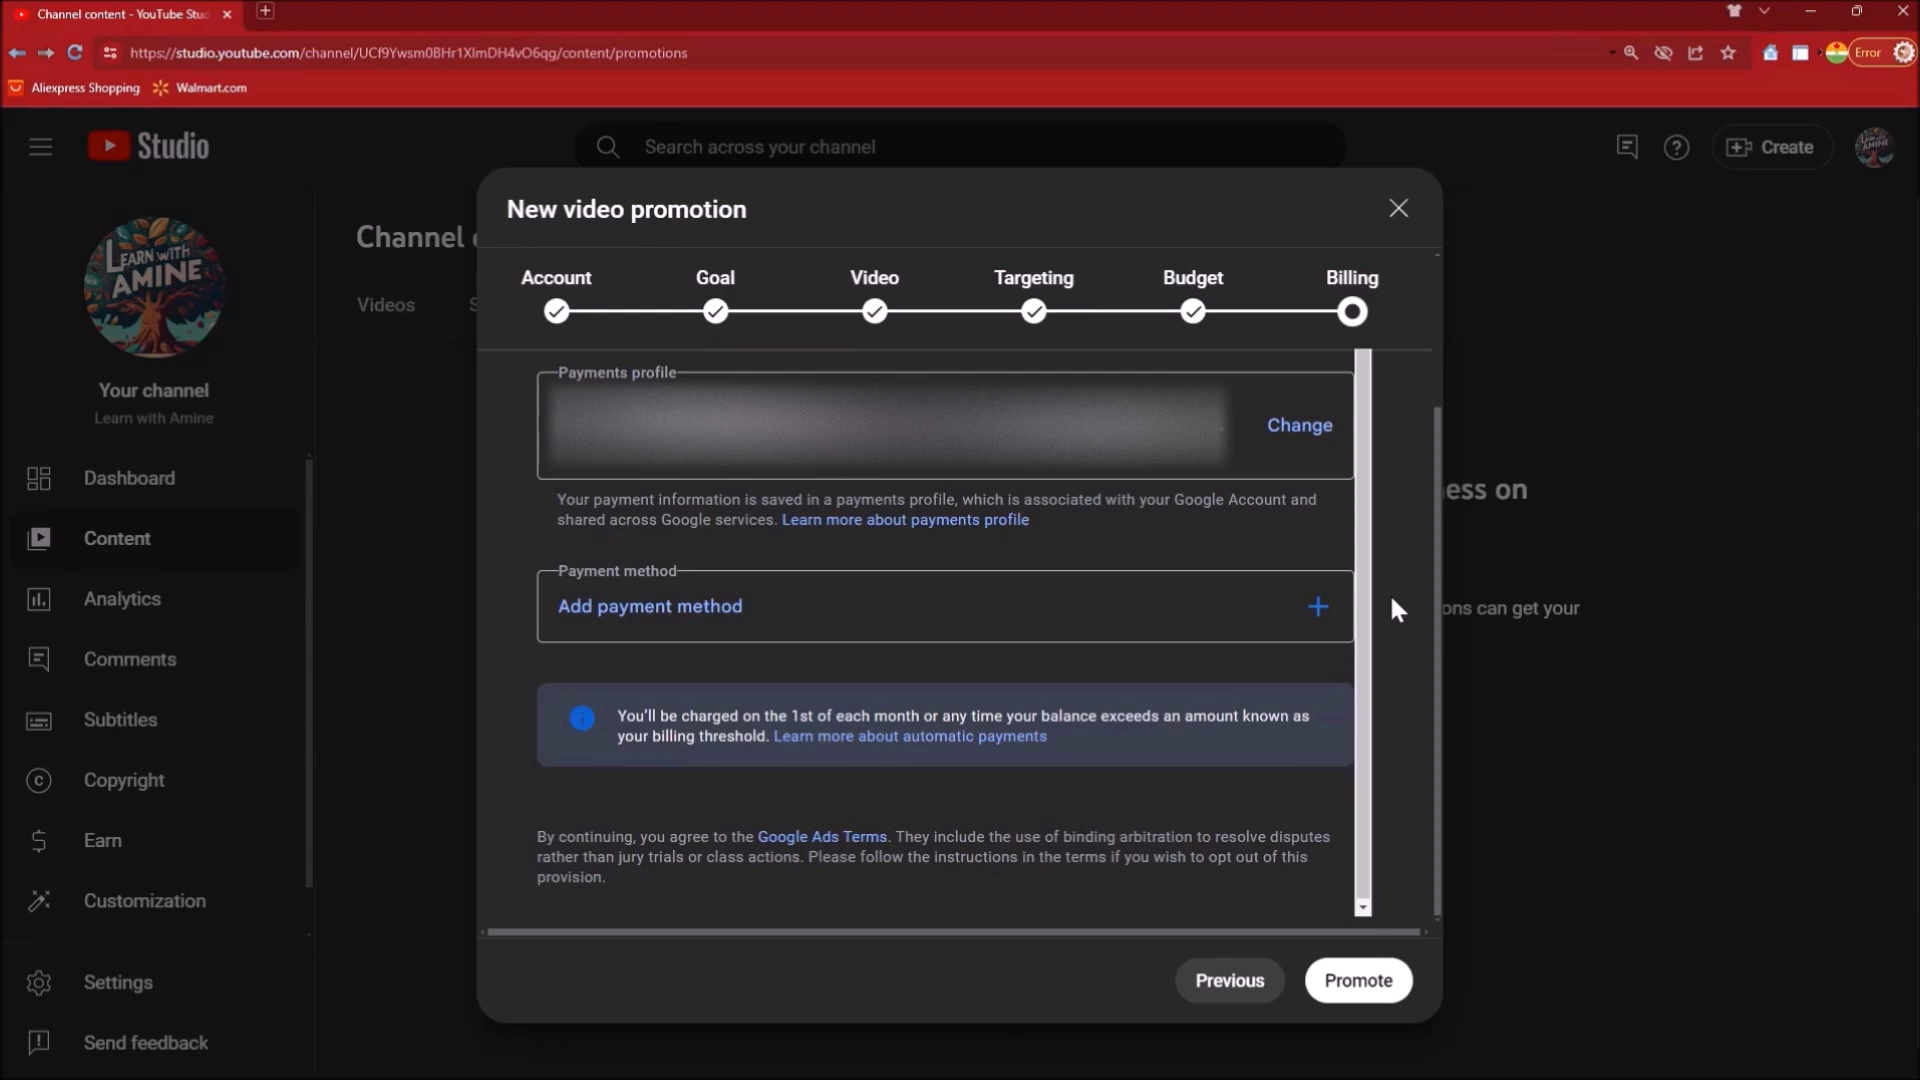 Channel content - YouTube Stu
https://studio.youtube.com/channel/UCf9Ywsm0BHr1XlmDH4vO6qg/content/promotions
Error
Aliexpress Shopping
Walmart.com
Studio
Search across your channel
Create
LEARN WITH
AMINE
Your channel
Learn with Amine
Dashboard
Content
Analytics
Comments
Subtitles
Copyright
Earn
Customization
Settings
Send feedback
Channel
Videos
New video promotion
Account
Goal
Video
Targeting
Budget
Billing
Payments profile
Change
Your payment information is saved in a payments profile, which is associated with your Google Account and
shared across Google services. Learn more about payments profile
Payment method
Add payment method
You'll be charged on the 1st of each month or any time your balance exceeds an amount known as
your billing threshold. Learn more about automatic payments
By continuing, you agree to the Google Ads Terms. They include the use of binding arbitration to resolve disputes
rather than jury trials or class actions. Please follow the instructions in the terms if you wish to opt out of this
provision.
Previous
Promote
ess on
ons can get your